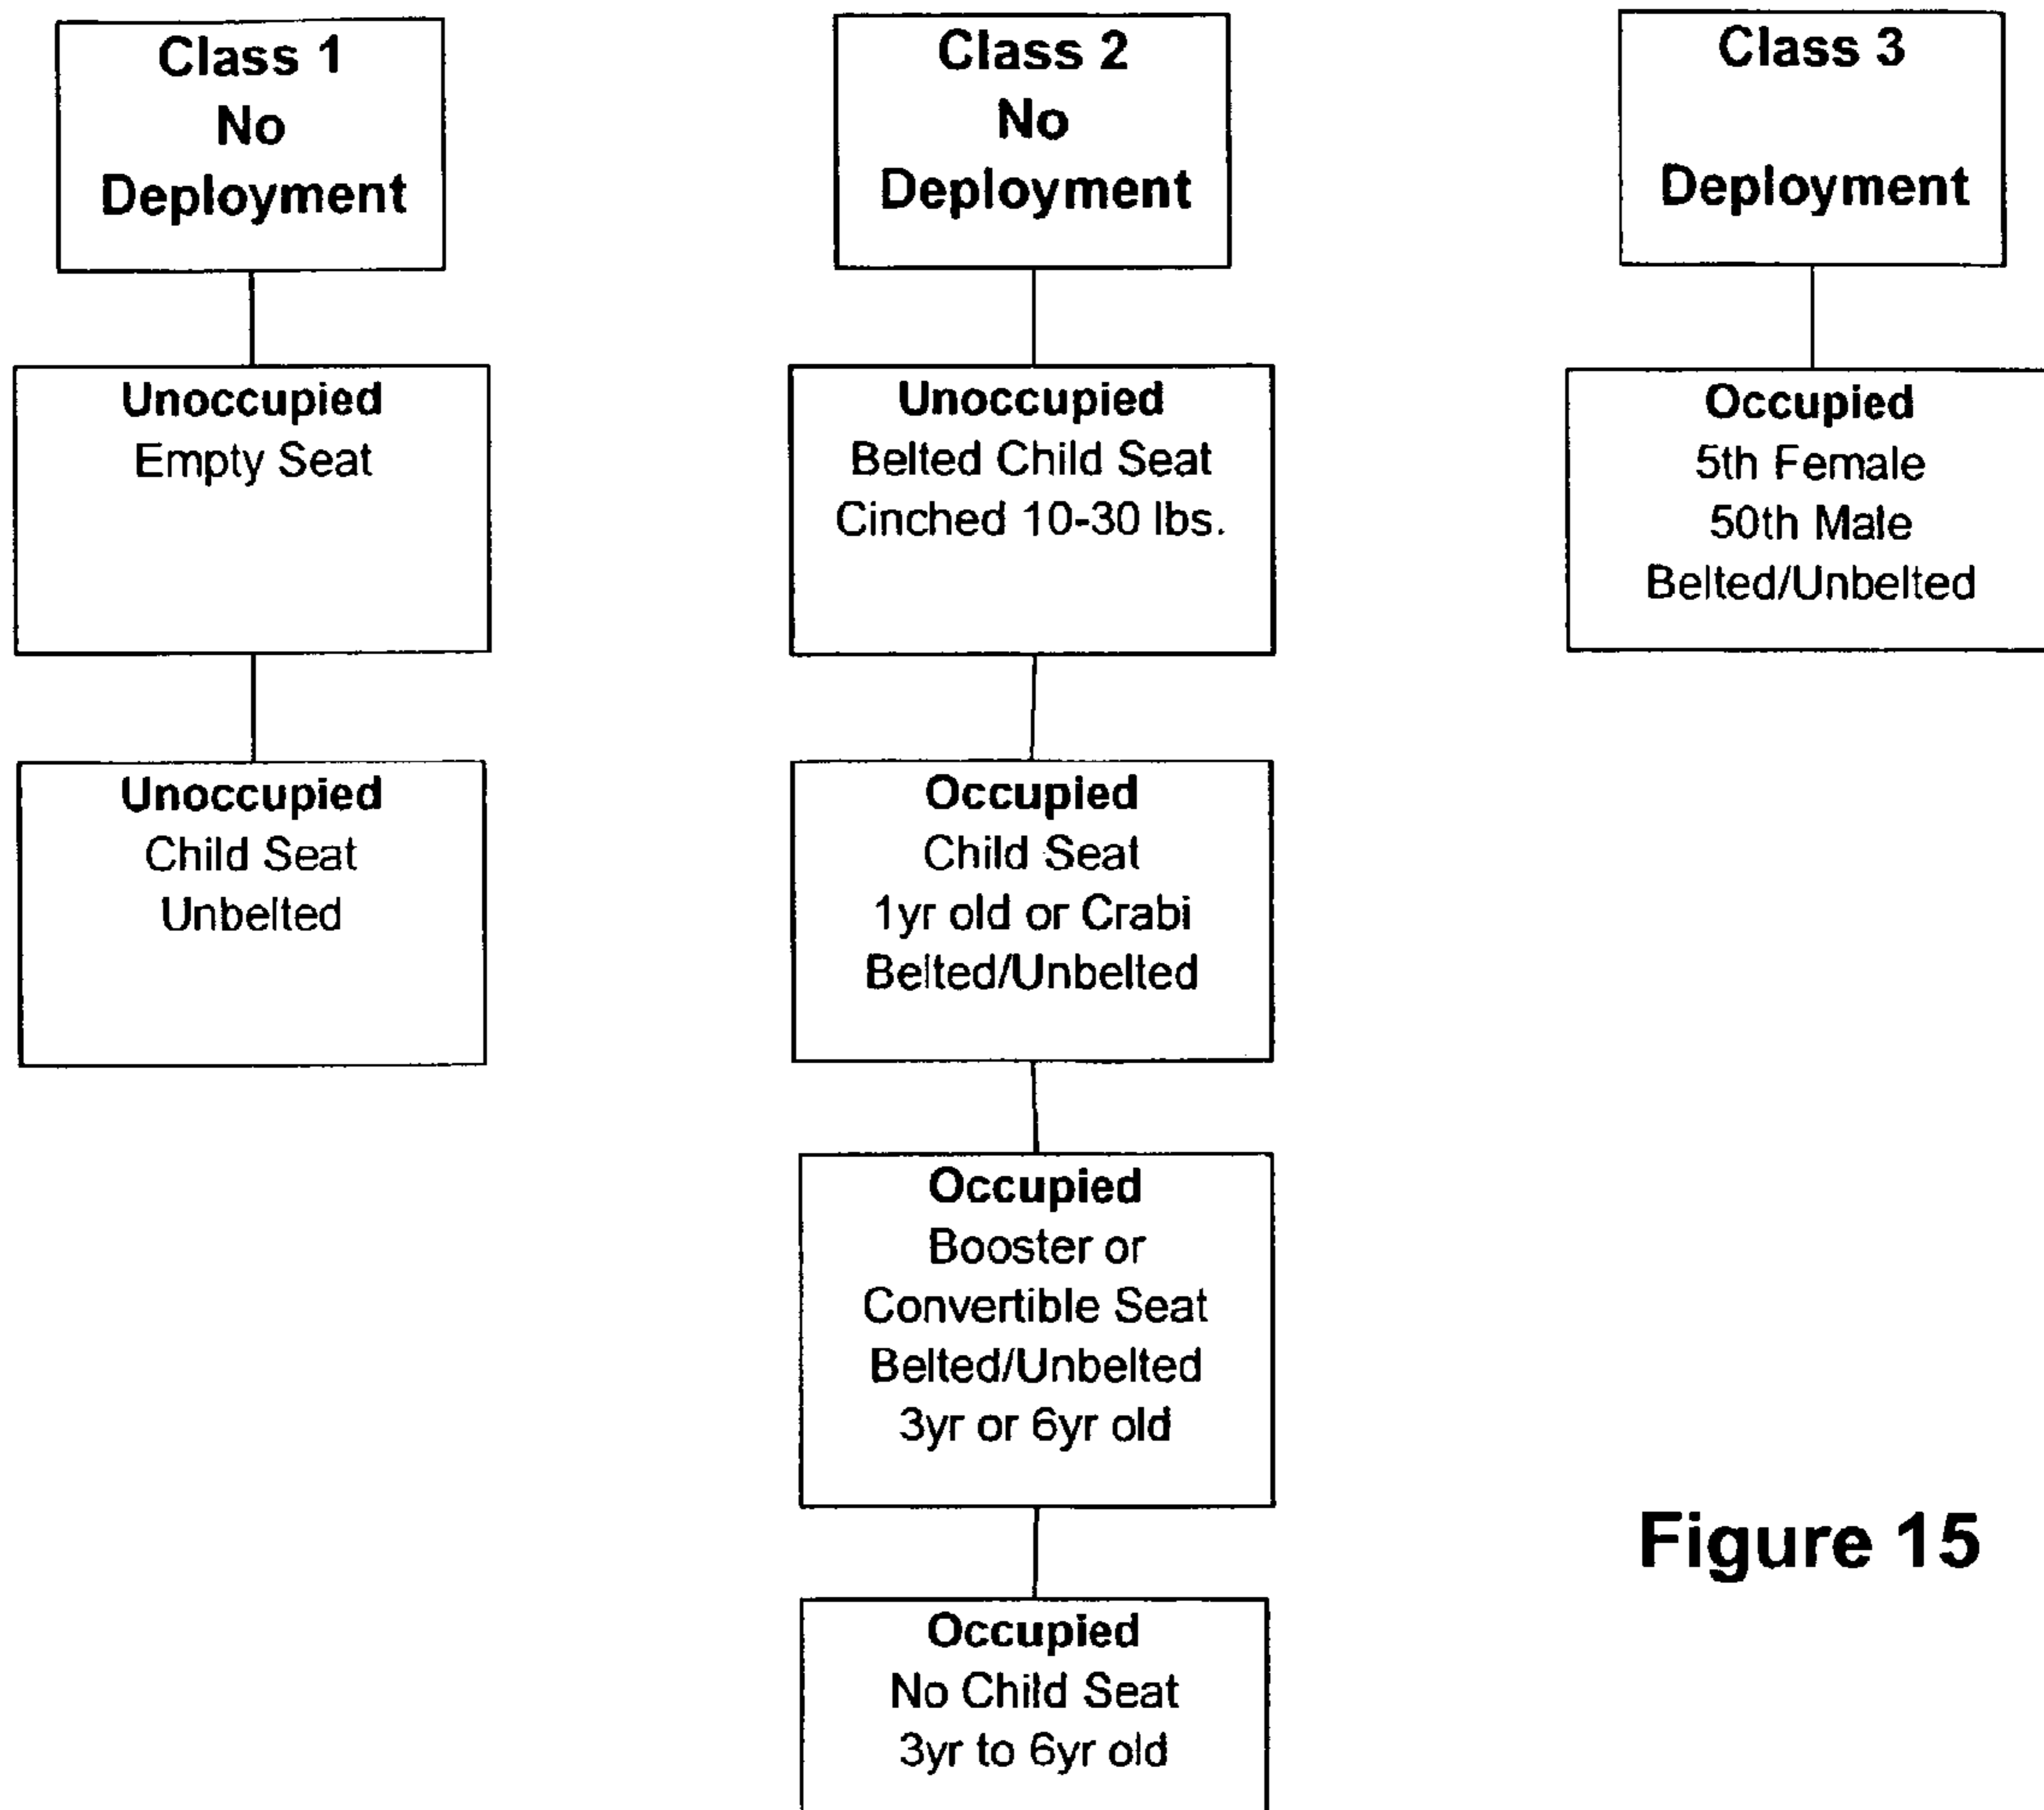 Class 1
No
Deployment
Unoccupied
Empty Seat
Unoccupied
Child Seat
Unbelted
Class 2
No
Deployment
Unoccupied
Belted Child Seat
Cinched 10-30 lbs.
Occupied
Child Seat
1yr old or Crabi
Belted/Unbelted
Occupied
Booster or
Convertible Seat
Belted/Unbelted
3yr or 6yr old
Occupied
No Child Seat
3yr to 6yr old
Class 3
Deployment
Occupied
5th Female
50th Male
Belted/Unbelted
Figure 15